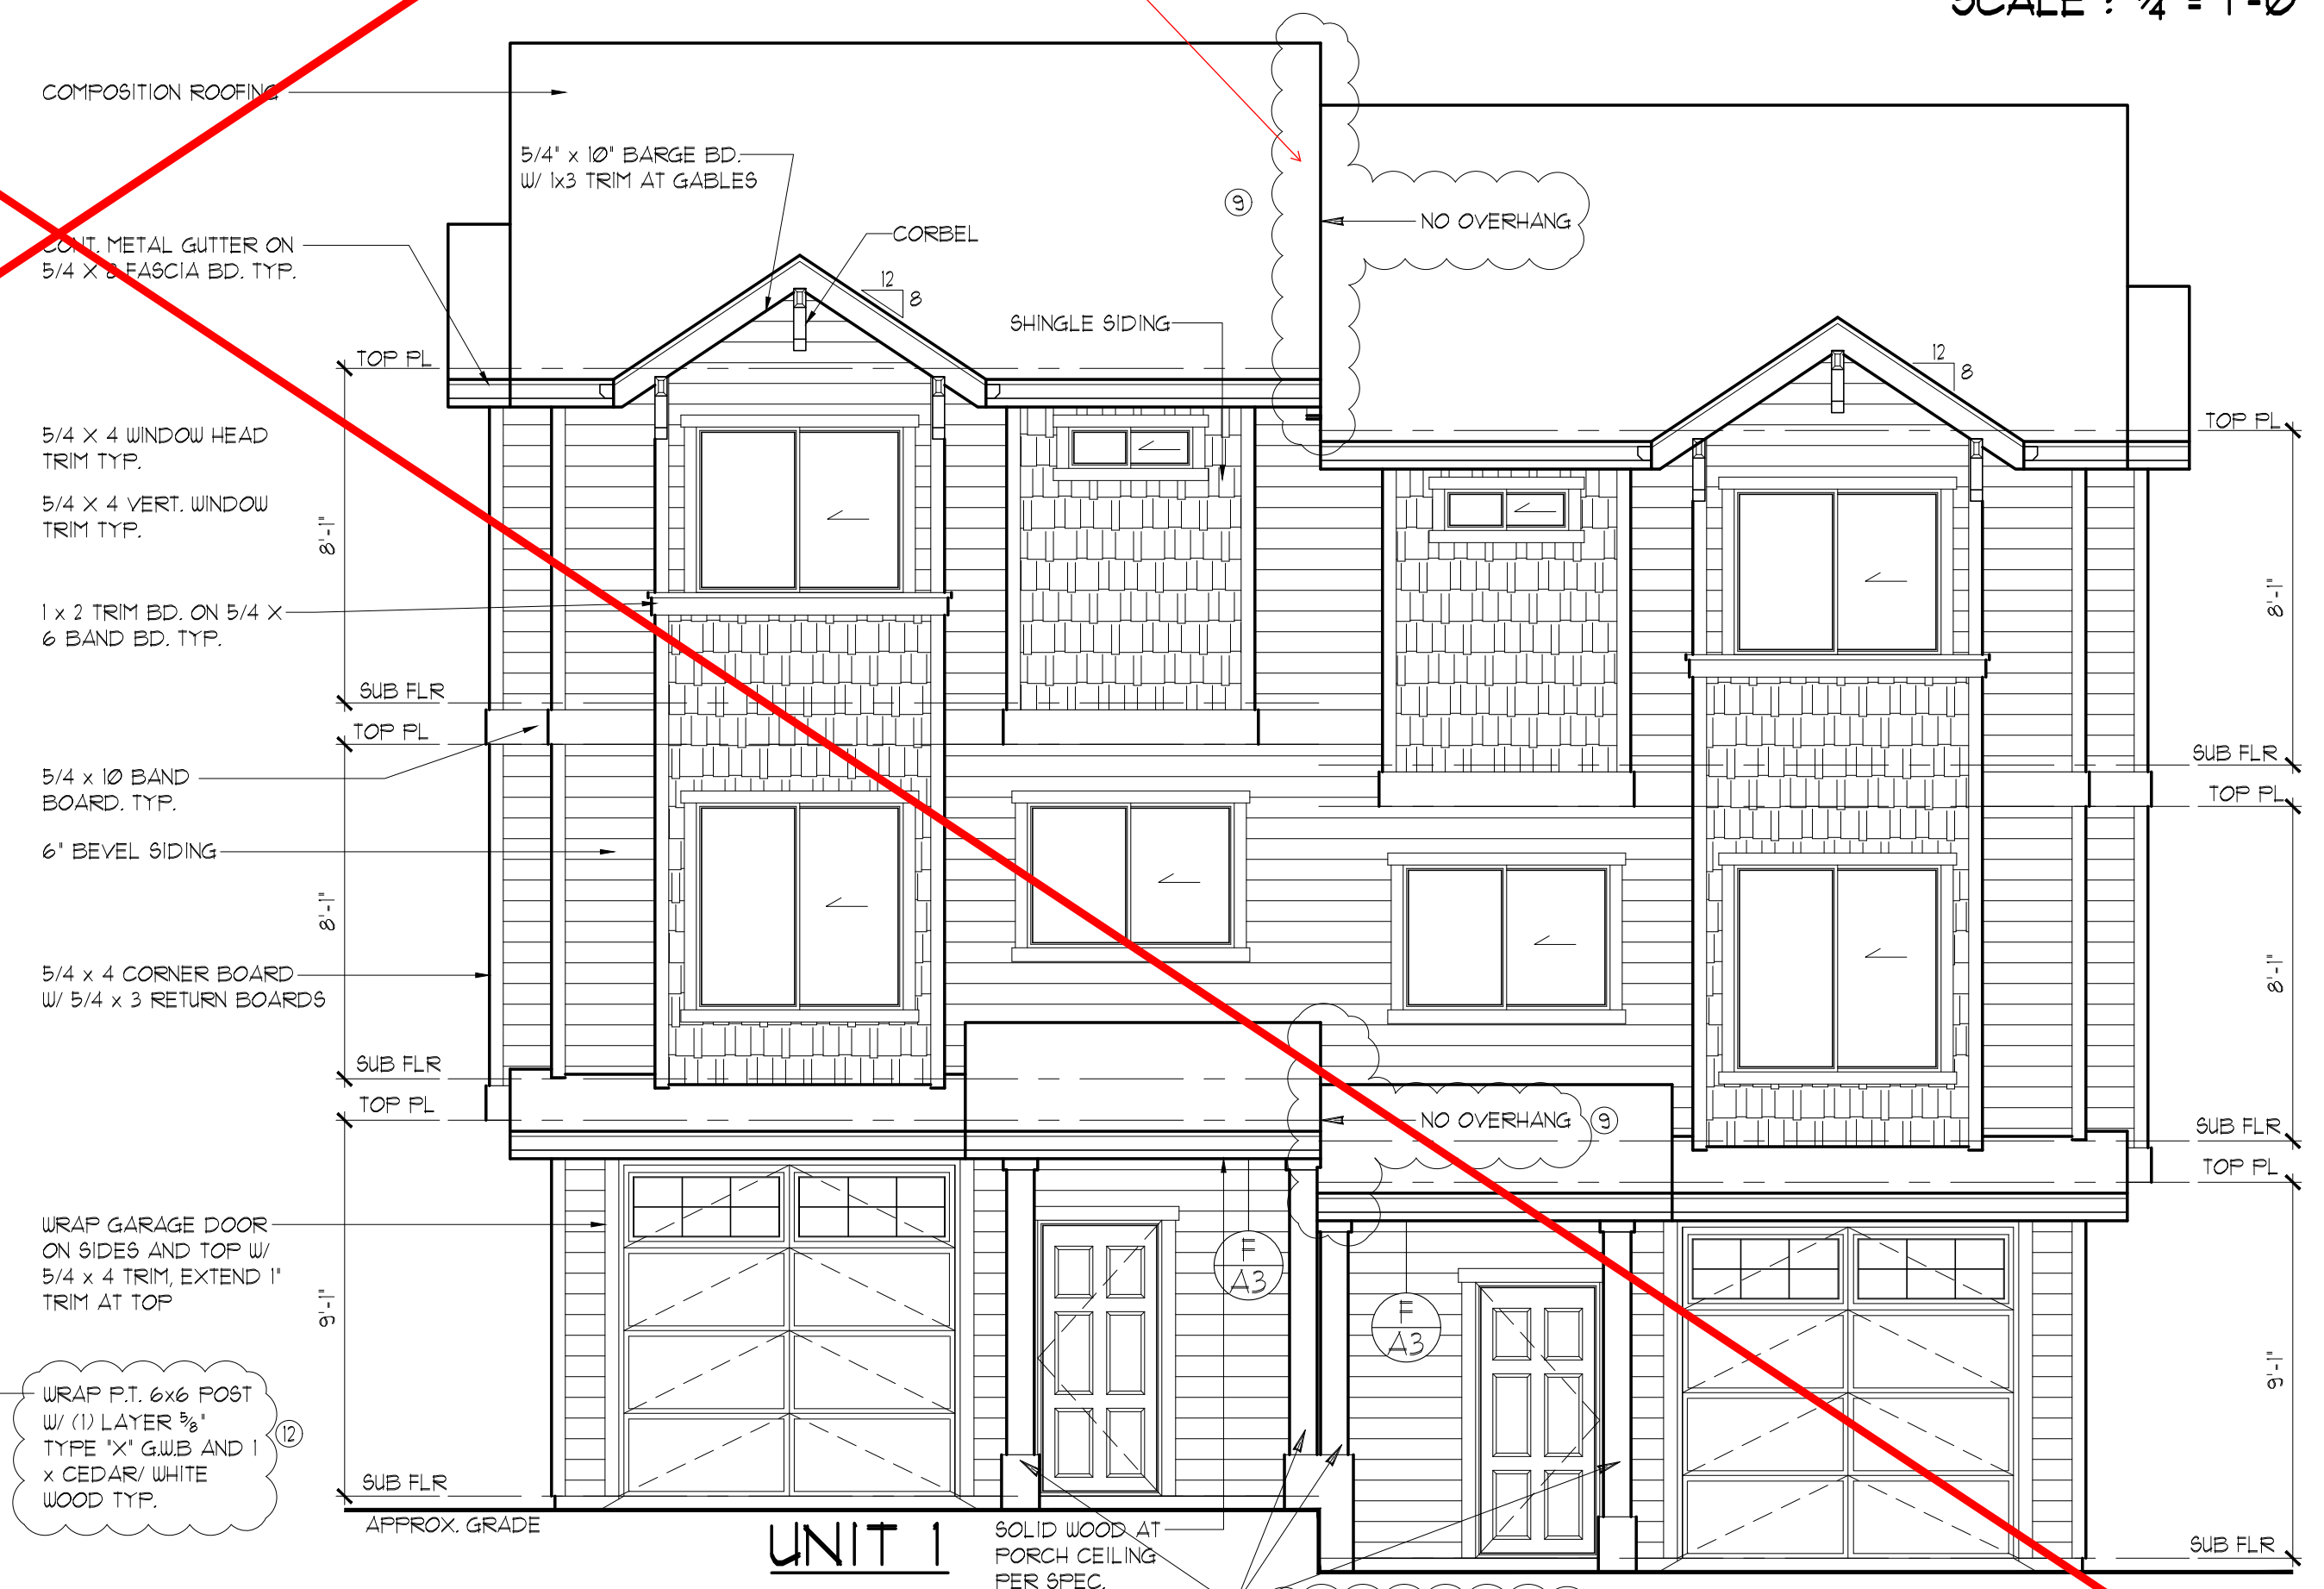 SCALE : 1/4" = 1'-0"
COMPOSITION ROOFING
5/4" x 10" BARGE BD.
W/ 1x3 TRIM AT GABLES
9
NO OVERHANG
CONT. METAL GUTTER ON
5/4 X 8 FASCIA BD. TYP.
CORBEL
12
8
SHINGLE SIDING
12
8
TOP PL
TOP PL
5/4 X 4 WINDOW HEAD
TRIM TYP.
5/4 X 4 VERT. WINDOW
TRIM TYP.
8'-1"
8'-1"
1 x 2 TRIM BD. ON 5/4 X
6 BAND BD. TYP.
SUB FLR
TOP PL
SUB FLR
TOP PL
5/4 x 10 BAND
BOARD. TYP.
6" BEVEL SIDING
8'-1"
8'-1"
5/4 x 4 CORNER BOARD
W/ 5/4 x 3 RETURN BOARDS
SUB FLR
TOP PL
NO OVERHANG
9
SUB FLR
TOP PL
WRAP GARAGE DOOR
ON SIDES AND TOP W/
5/4 x 4 TRIM, EXTEND 1"
TRIM AT TOP
9'-1"
F
A3
F
A3
9'-1"
WRAP P.T. 6x6 POST
W/ (1) LAYER 5/8"
TYPE "X" G.W.B AND 1
x CEDAR/ WHITE
WOOD TYP.
12
SUB FLR
APPROX. GRADE
UNIT 1
SOLID WOOD AT
PORCH CEILING
PER SPEC.
SUB FLR